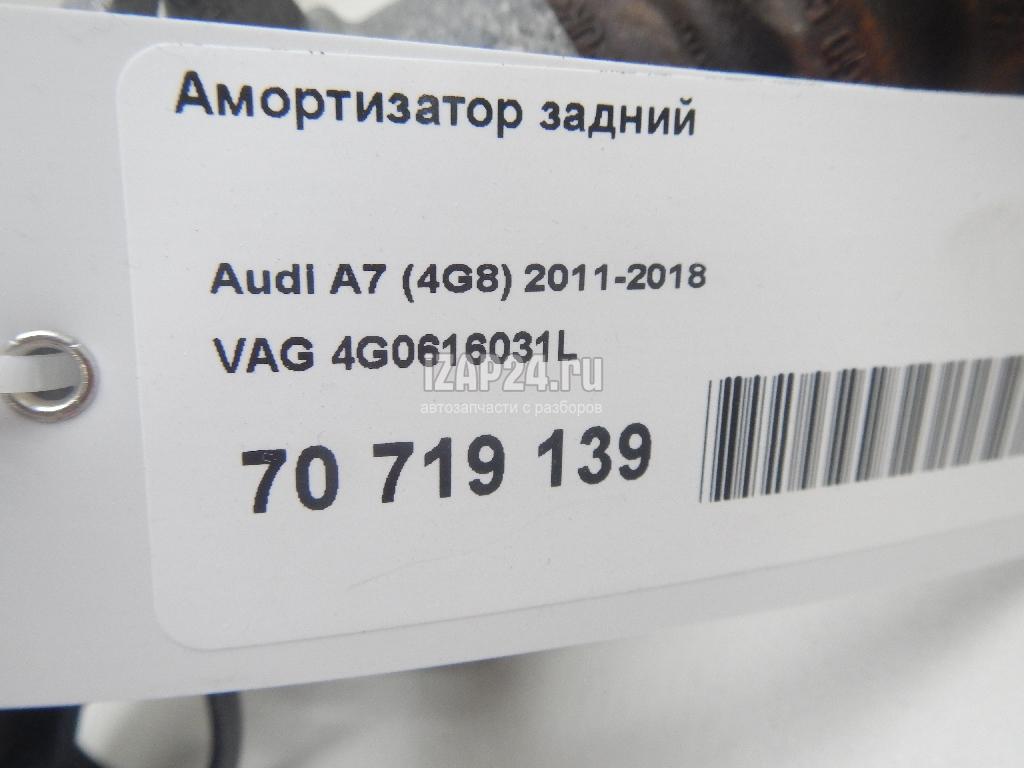 Амортизатор задний
Audi A7 (4G8) 2011-2018
VAG 4G0616031L
IZAP24.ru
автозапчасти с разборов
70 719 139